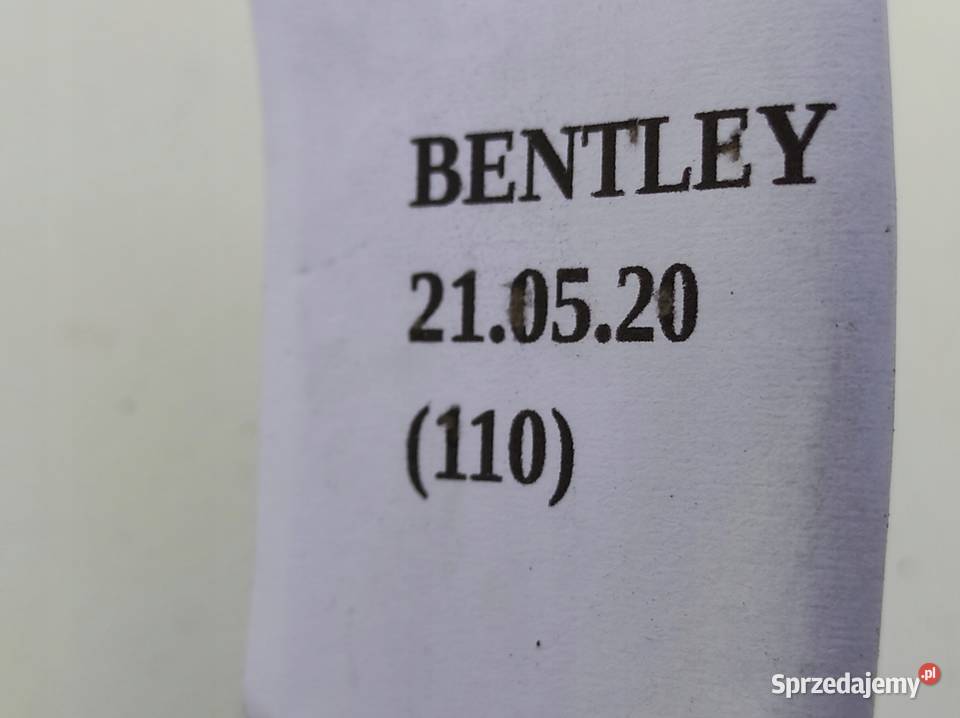 BENTLEY
21.05.20
(110)
Sprzedajemy.pl